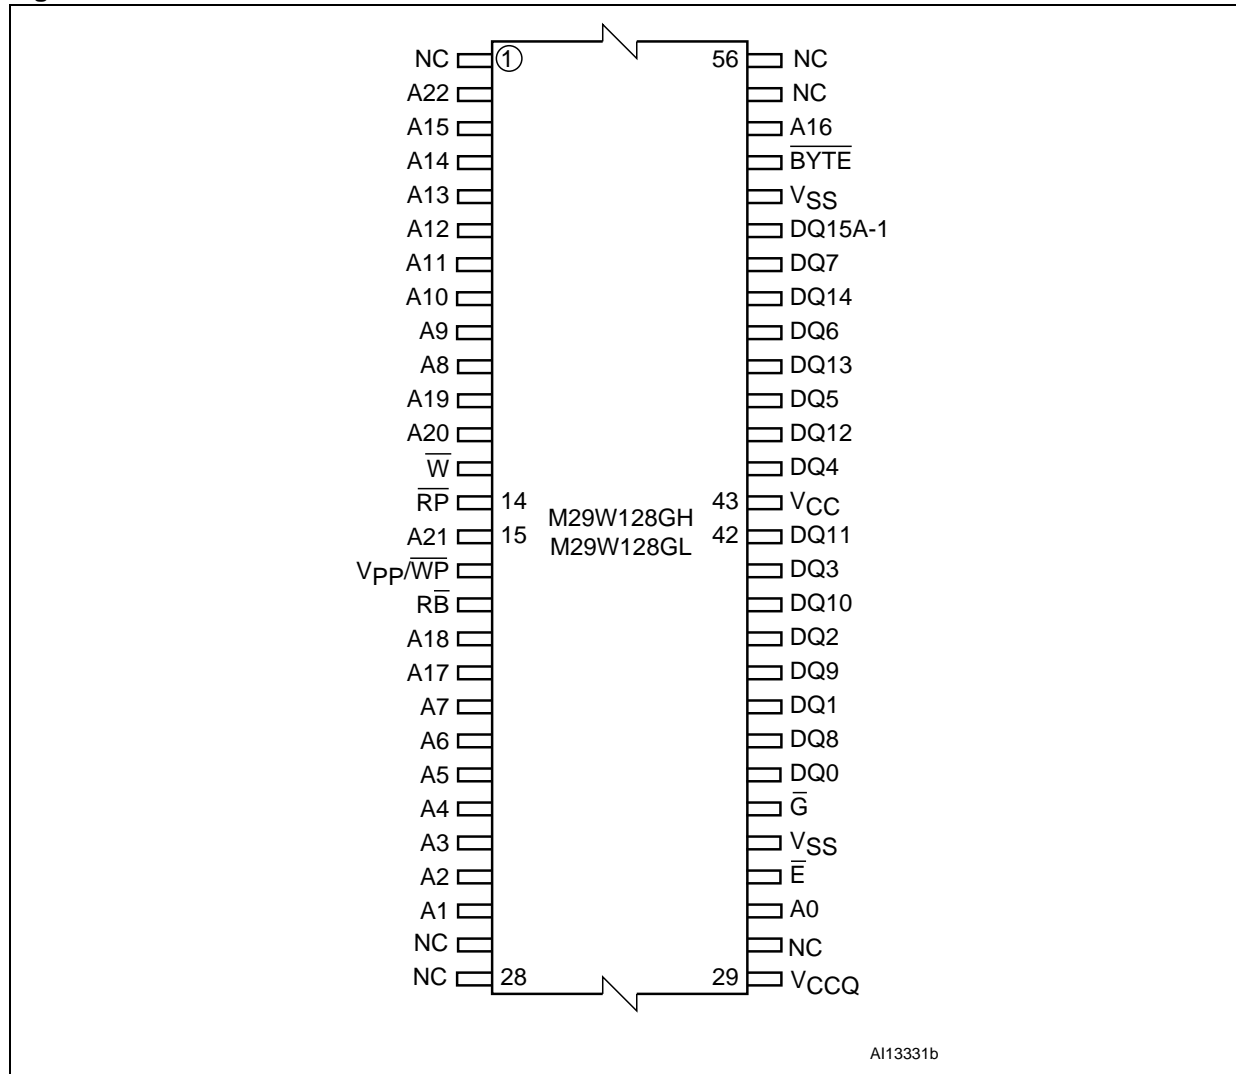 NC ① 56 NC
A22 NC
A15 A16
A14 B̅Y̅T̅E̅
A13 VSS
A12 DQ15A-1
A11 DQ7
A10 DQ14
A9 DQ6
A8 DQ13
A19 DQ5
A20 DQ12
W̅ DQ4
R̅P̅ 14 43 VCC
M29W128GH
A21 15 42 DQ11
M29W128GL
VPP/W̅P̅ DQ3
RB̅ DQ10
A18 DQ2
A17 DQ9
A7 DQ1
A6 DQ8
A5 DQ0
A4 G̅
A3 VSS
A2 E̅
A1 A0
NC NC
NC 28 29 VCCQ
AI13331b